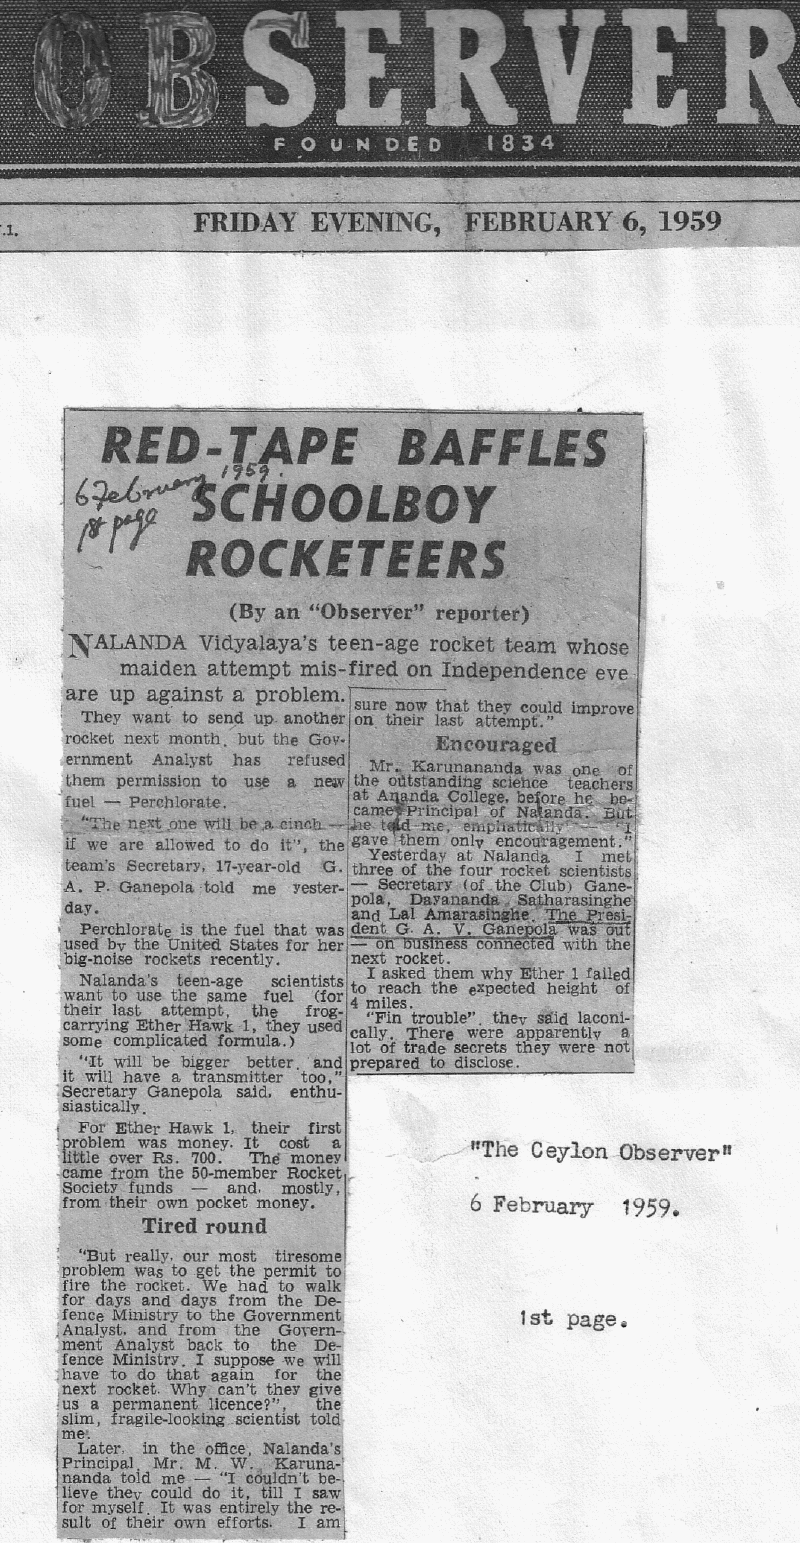 OBSERVER
FOUNDED 1834
FRIDAY EVENING, FEBRUARY 6, 1959
RED-TAPE BAFFLES
SCHOOLBOY
ROCKETEERS
6 February 1959.
1st page
(By an "Observer" reporter)
NALANDA Vidyalaya's teen-age rocket team whose
maiden attempt mis-fired on Independence eve
are up against a problem.
They want to send up another
rocket next month, but the Gov-
ernment Analyst has refused
them permission to use a new
fuel — Perchlorate.
"The next one will be a cinch —
if we are allowed to do it", the
team's Secretary, 17-year-old G.
A. P. Ganepola told me yester-
day.
Perchlorate is the fuel that was
used by the United States for her
big-noise rockets recently.
Nalanda's teen-age scientists
want to use the same fuel (for
their last attempt, the frog-
carrying Ether Hawk 1, they used
some complicated formula.)
"It will be bigger better, and
it will have a transmitter too,"
Secretary Ganepola said, enthu-
siastically.
For Ether Hawk 1, their first
problem was money. It cost a
little over Rs. 700. The money
came from the 50-member Rocket
Society funds — and, mostly,
from their own pocket money.
Tired round
"But really, our most tiresome
problem was to get the permit to
fire the rocket. We had to walk
for days and days from the De-
fence Ministry to the Government
Analyst, and from the Govern-
ment Analyst back to the De-
fence Ministry. I suppose we will
have to do that again for the
next rocket. Why can't they give
us a permanent licence?", the
slim, fragile-looking scientist told
me.
Later, in the office, Nalanda's
Principal, Mr. M. W. Karuna-
nanda told me — "I couldn't be-
lieve they could do it, till I saw
for myself. It was entirely the re-
sult of their own efforts. I am
sure now that they could improve
on their last attempt."
Encouraged
Mr. Karunananda was one of
the outstanding science teachers
at Ananda College, before he be-
came Principal of Nalanda. But
he told me, emphatically — "I
gave them only encouragement."
Yesterday at Nalanda I met
three of the four rocket scientists
— Secretary (of the Club) Gane-
pola, Dayananda Satharasinghe
and Lal Amarasinghe. The Presi-
dent G. A. V. Ganepola was out
— on business connected with the
next rocket.
I asked them why Ether 1 failed
to reach the expected height of
4 miles.
"Fin trouble", they said laconi-
cally. There were apparently a
lot of trade secrets they were not
prepared to disclose.
"The Ceylon Observer"
6 February 1959.
1st page.